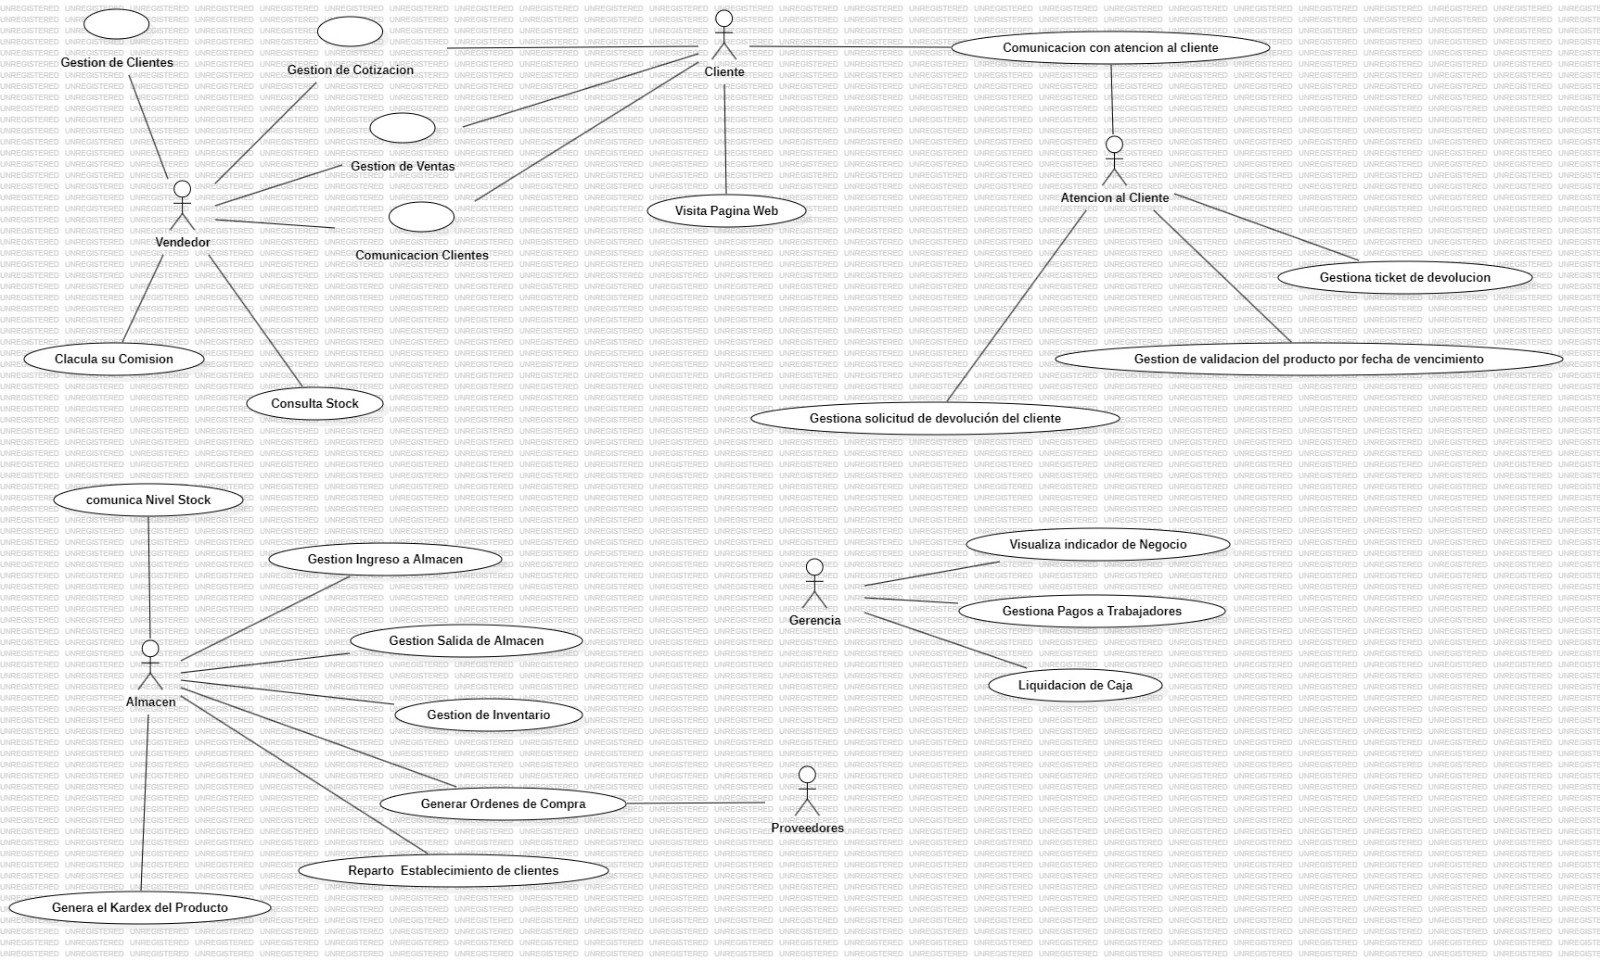 Gestion de Clientes
Gestion de Cotizacion
Cliente
Comunicacion con atencion al cliente
Gestion de Ventas
Atencion al Cliente
Visita Pagina Web
Vendedor
Comunicacion Clientes
Gestiona ticket de devolucion
Clacula su Comision
Gestion de validacion del producto por fecha de vencimiento
Consulta Stock
Gestiona solicitud de devolución del cliente
comunica Nivel Stock
Gestion Ingreso a Almacen
Visualiza indicador de Negocio
Gestiona Pagos a Trabajadores
Gerencia
Gestion Salida de Almacen
Liquidacion de Caja
Almacen
Gestion de Inventario
Generar Ordenes de Compra
Proveedores
Reparto  Establecimiento de clientes
Genera el Kardex del Producto
UNREGISTERED